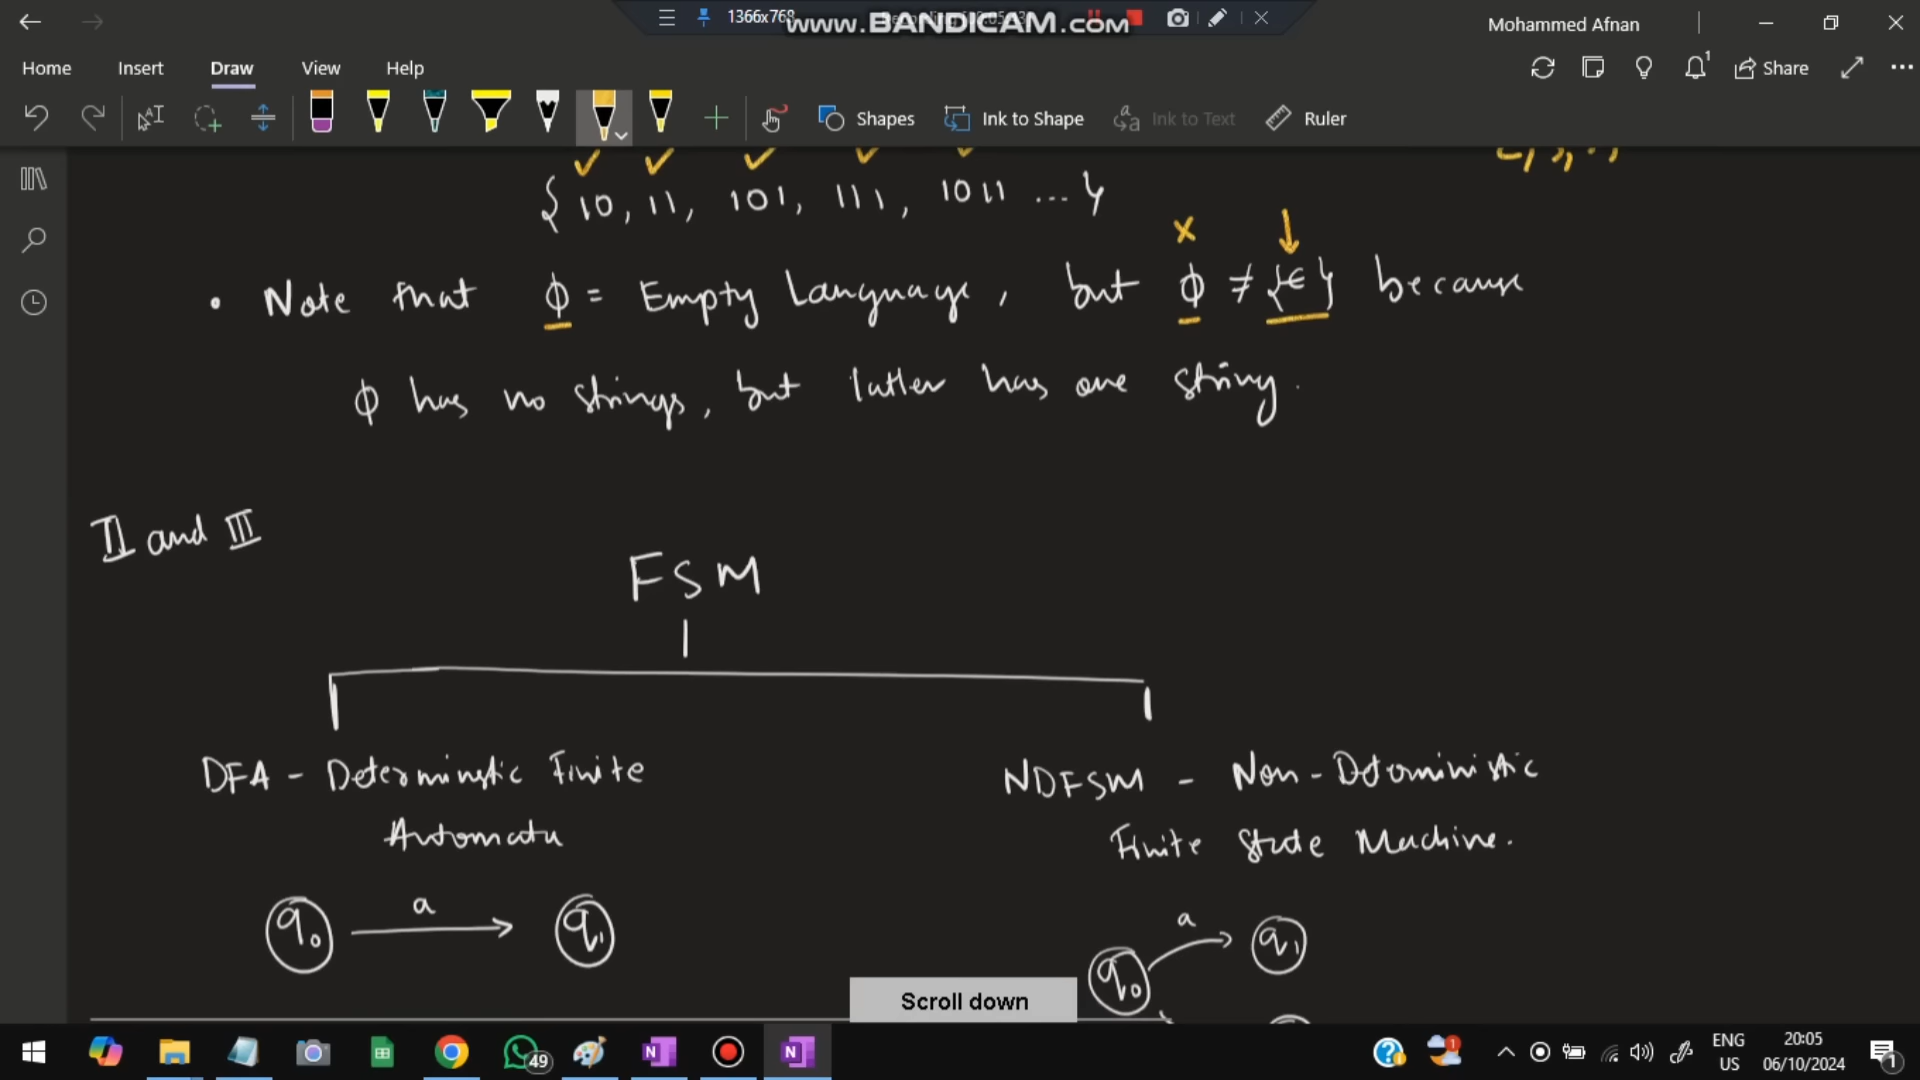 1366x768
www.BANDICAM.com
Mohammed Afnan
Home Insert Draw View Help
Share
Shapes Ink to Shape Ink to Text Ruler
{ 10, 11, 101, 111, 1011 ... }
x ↓
• Note that ϕ = Empty Language, but ϕ ≠ {ϵ} because
ϕ has no strings, but latter has one string.
II and III
FSM
DFA - Deterministic Finite
Automata
NDFSM - Non-Deterministic
Finite State Machine.
q₀ a q₁
q₀ a q₁
Scroll down
49
ENG
US
20:05
06/10/2024
1